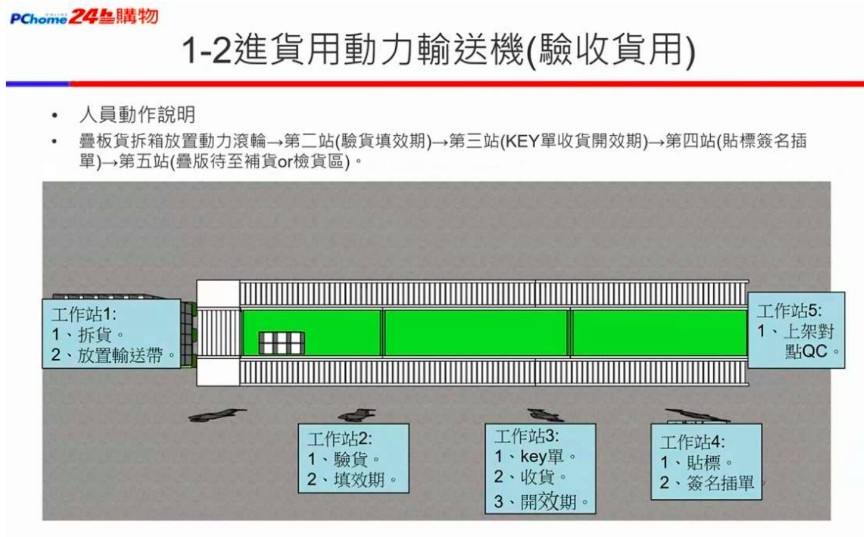 PChome 24h購物
1-2進貨用動力輸送機(驗收貨用)
• 人員動作說明
• 疊板貨拆箱放置動力滾輪→第二站(驗貨填效期)→第三站(KEY單收貨開效期)→第四站(貼標簽名插
單)→第五站(疊版待至補貨or檢貨區)。
工作站1:
1、拆貨。
2、放置輸送帶。
工作站5:
1、上架對
點QC。
工作站2:
1、驗貨。
2、填效期。
工作站3:
1、key單。
2、收貨。
3、開效期。
工作站4:
1、貼標。
2、簽名插單